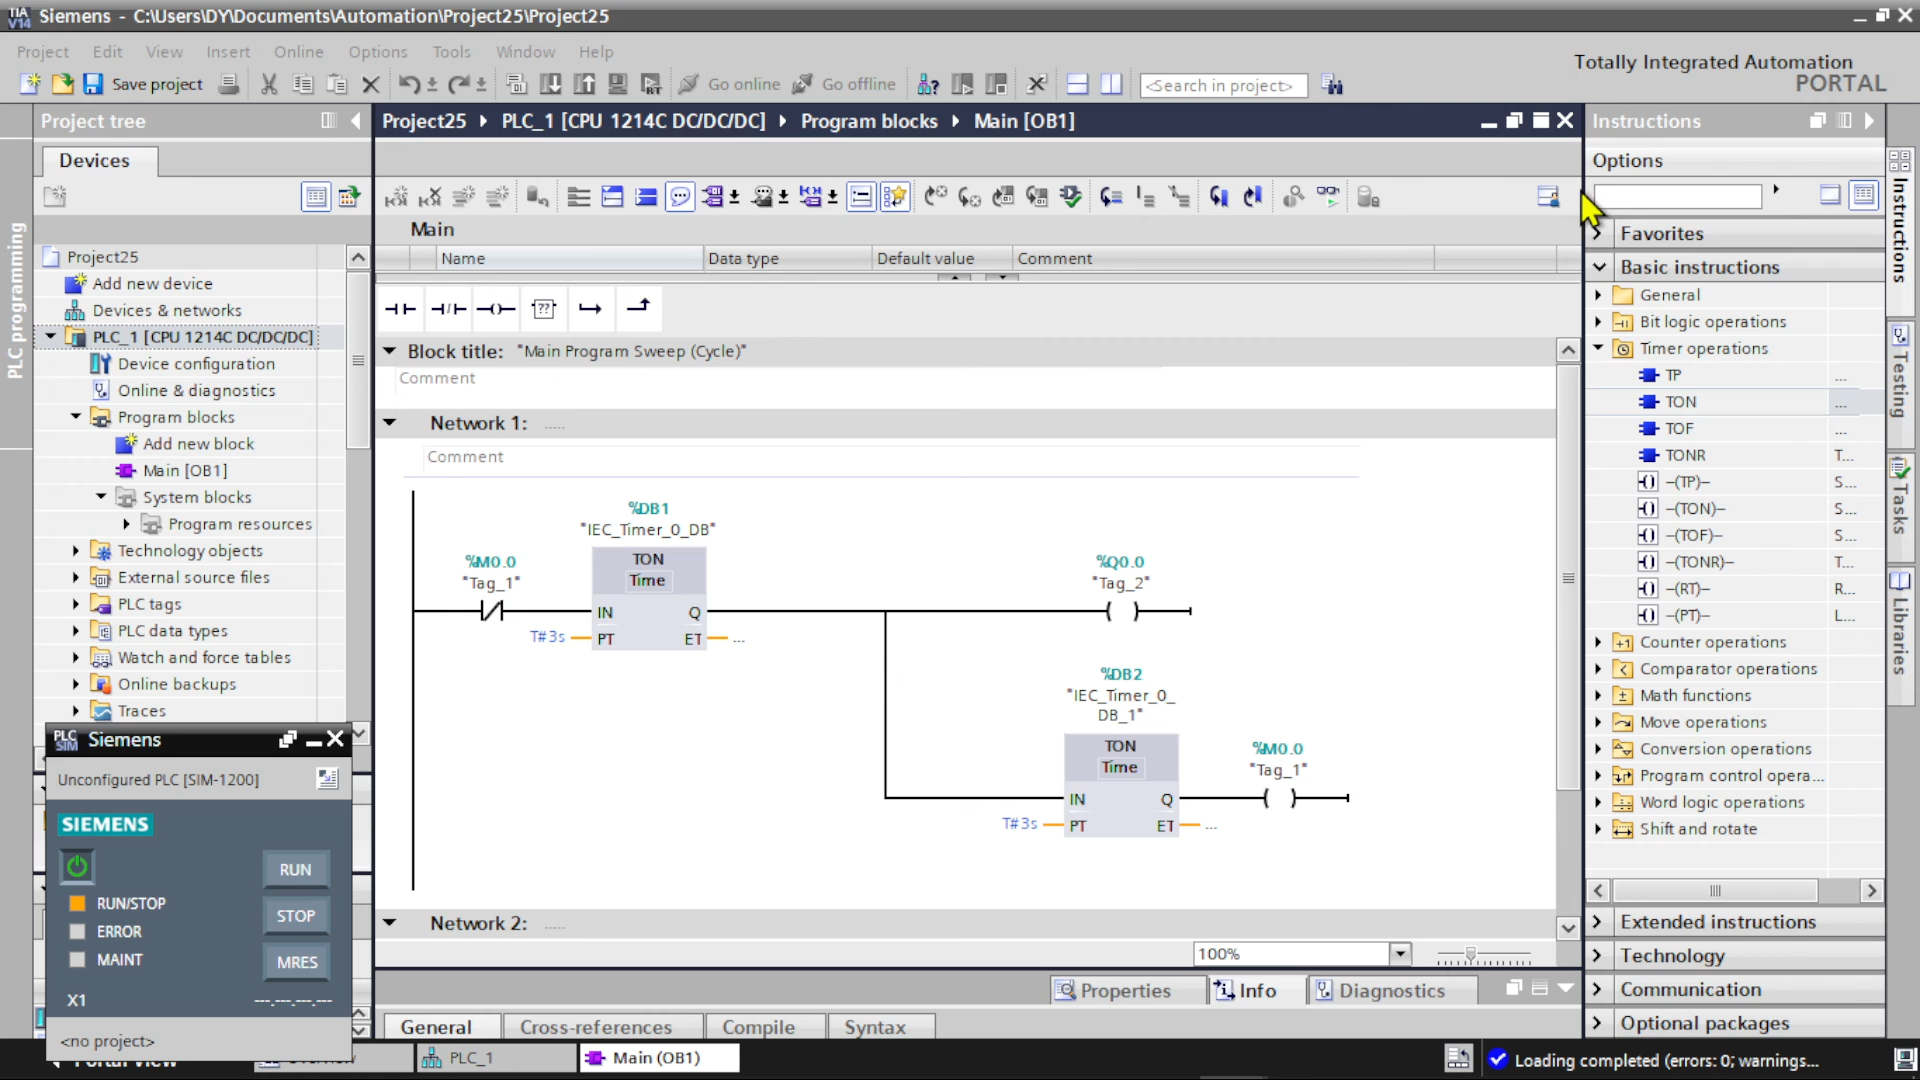 TIA V14 Siemens - C:\Users\DY\Documents\Automation\Project25\Project25
Project Edit View Insert Online Options Tools Window Help
Totally Integrated Automation
PORTAL
Save project Go online Go offline <Search in project>
Project tree
Project25 PLC_1 [CPU 1214C DC/DC/DC] Program blocks Main [OB1]
Instructions
Devices
Options
PLC programming
Project25
Add new device
Devices & networks
PLC_1 [CPU 1214C DC/DC/DC]
Device configuration
Online & diagnostics
Program blocks
Add new block
Main [OB1]
System blocks
Program resources
Technology objects
External source files
PLC tags
PLC data types
Watch and force tables
Online backups
Traces
PLC SIM Siemens
Unconfigured PLC [SIM-1200]
SIEMENS
RUN
RUN/STOP
STOP
ERROR
MAINT
MRES
X1 ---.---.---.---
<no project>
Main
Name Data type Default value Comment
??
Block title: "Main Program Sweep (Cycle)"
Comment
Network 1: .....
Comment
%DB1
"IEC_Timer_0_DB"
TON
Time
%M0.0
"Tag_1"
%Q0.0
"Tag_2"
IN Q
T#3s PT ET ...
%DB2
"IEC_Timer_0_
DB_1"
TON
Time
%M0.0
"Tag_1"
IN Q
T#3s PT ET ...
Network 2: .....
100%
Properties Info Diagnostics
General Cross-references Compile Syntax
Favorites
Basic instructions
General
Bit logic operations
Timer operations
TP ...
TON ...
TOF ...
TONR T...
-(TP)- S...
-(TON)- S...
-(TOF)- S...
-(TONR)- T...
-(RT)- R...
-(PT)- L...
Counter operations
Comparator operations
Math functions
Move operations
Conversion operations
Program control opera...
Word logic operations
Shift and rotate
Extended instructions
Technology
Communication
Optional packages
Instructions
Testing
Tasks
Libraries
Portal view
PLC_1
Main (OB1)
Loading completed (errors: 0; warnings...